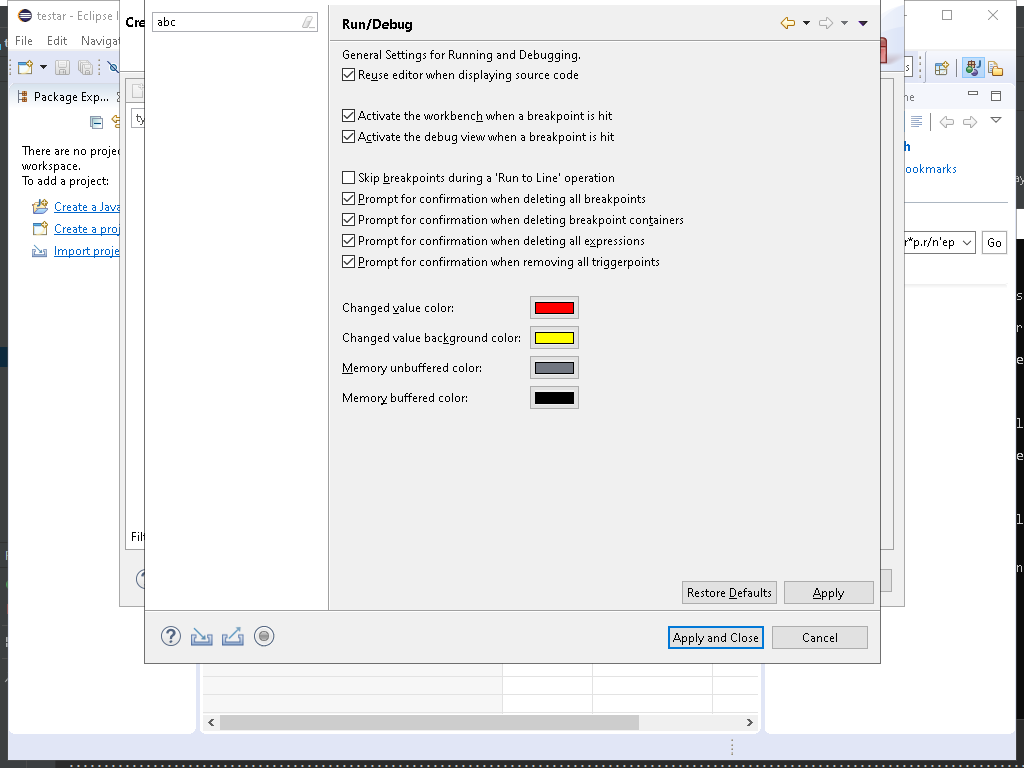 testar - Eclipse I
File Edit Navigat
Cre
abc
Run/Debug
General Settings for Running and Debugging.
Reuse editor when displaying source code
Activate the workbench when a breakpoint is hit
Activate the debug view when a breakpoint is hit
Skip breakpoints during a 'Run to Line' operation
Prompt for confirmation when deleting all breakpoints
Prompt for confirmation when deleting breakpoint containers
Prompt for confirmation when deleting all expressions
Prompt for confirmation when removing all triggerpoints
Changed value color:
Changed value background color:
Memory unbuffered color:
Memory buffered color:
Restore Defaults
Apply
Apply and Close
Cancel
Package Exp...
There are no proje
workspace.
To add a project:
Create a Java
Create a proj
Import proje
ty
Filt
ne
h
ookmarks
r*p.r/n'ep
Go